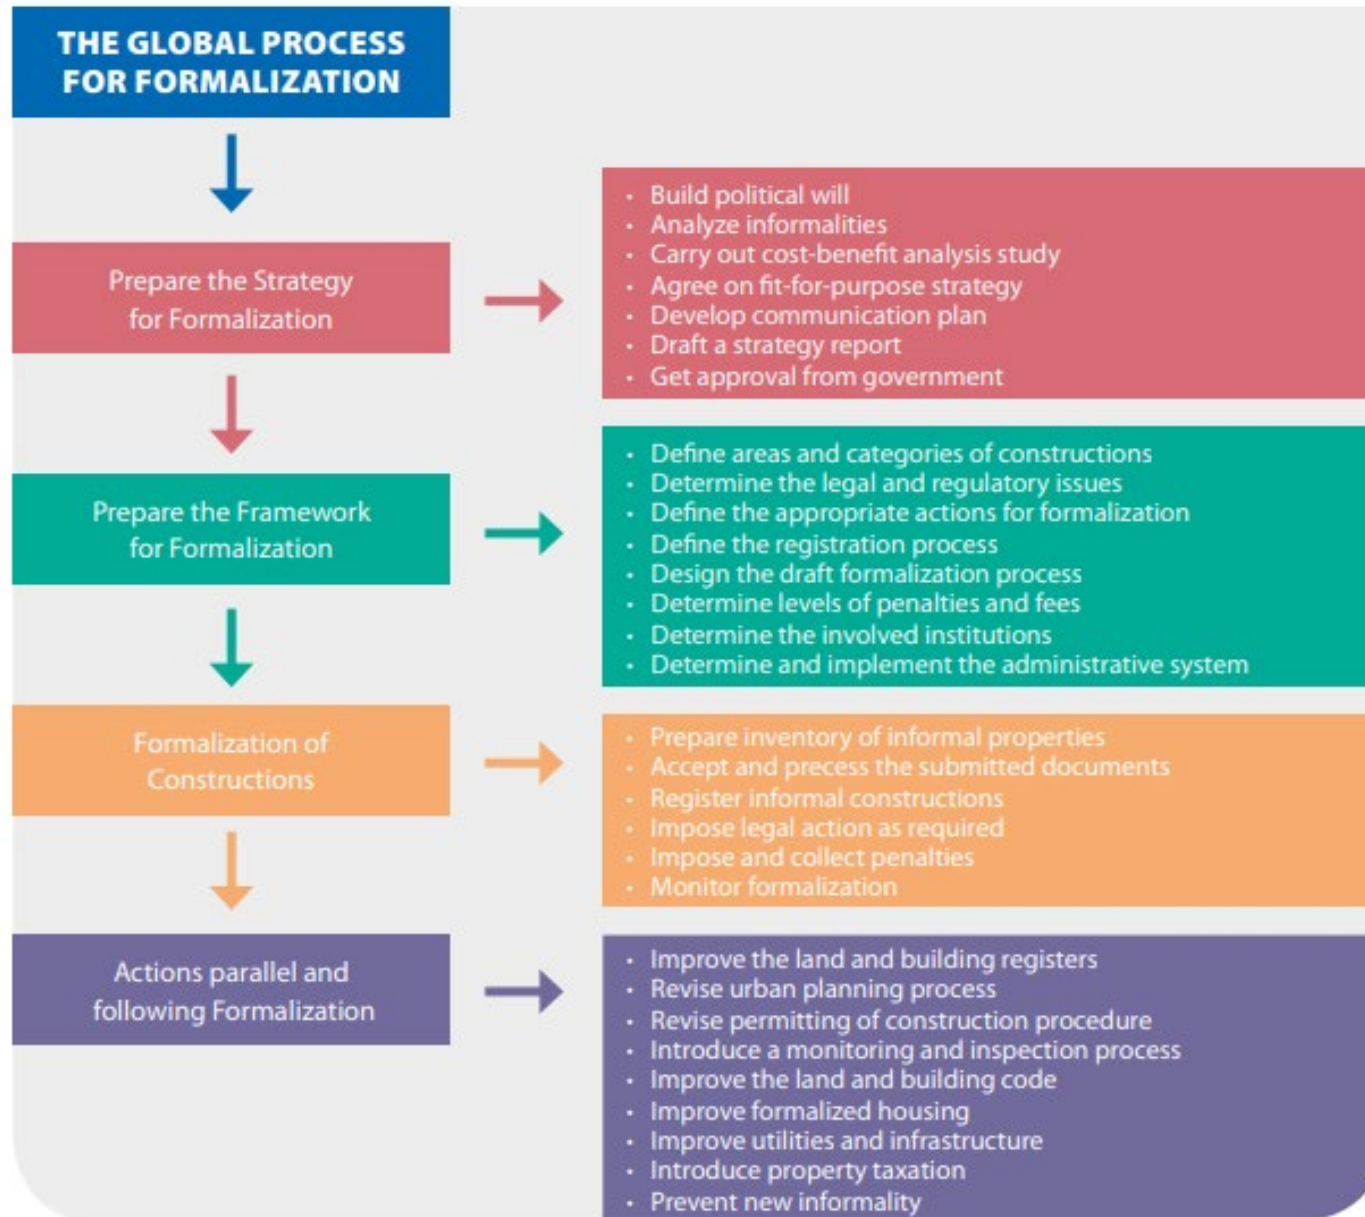 THE GLOBAL PROCESS
FOR FORMALIZATION
Prepare the Strategy
for Formalization
• Build political will
• Analyze informalities
• Carry out cost-benefit analysis study
• Agree on fit-for-purpose strategy
• Develop communication plan
• Draft a strategy report
• Get approval from government
Prepare the Framework
for Formalization
• Define areas and categories of constructions
• Determine the legal and regulatory issues
• Define the appropriate actions for formalization
• Define the registration process
• Design the draft formalization process
• Determine levels of penalties and fees
• Determine the involved institutions
• Determine and implement the administrative system
Formalization of
Constructions
• Prepare inventory of informal properties
• Accept and precess the submitted documents
• Register informal constructions
• Impose legal action as required
• Impose and collect penalties
• Monitor formalization
Actions parallel and
following Formalization
• Improve the land and building registers
• Revise urban planning process
• Revise permitting of construction procedure
• Introduce a monitoring and inspection process
• Improve the land and building code
• Improve formalized housing
• Improve utilities and infrastructure
• Introduce property taxation
• Prevent new informality